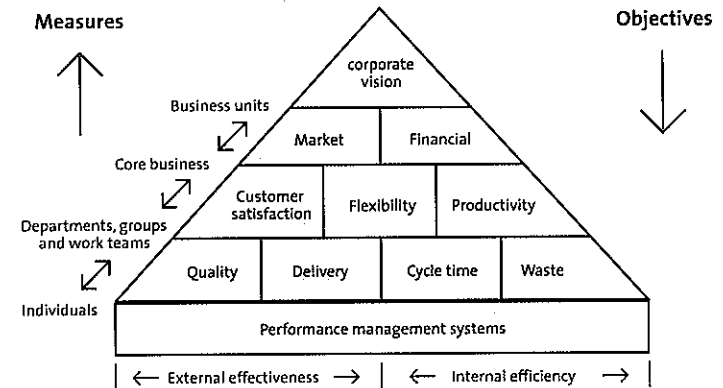 Measures
Objectives
corporate
vision
Business units
Market
Financial
Core business
Customer
satisfaction
Flexibility
Productivity
Departments, groups
and work teams
Quality
Delivery
Cycle time
Waste
Individuals
Performance management systems
External effectiveness
Internal efficiency